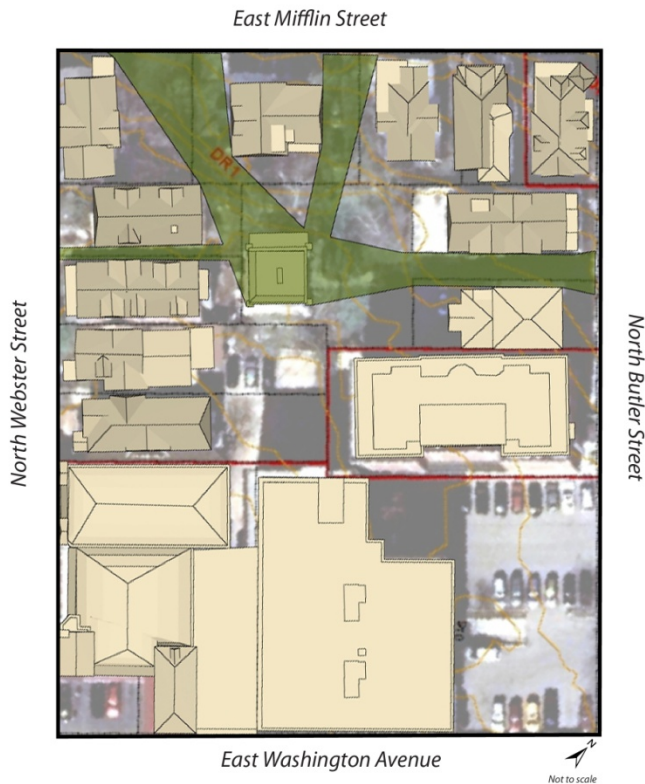 East Mifflin Street
DR1
North Webster Street
North Butler Street
East Washington Avenue
N
Not to scale